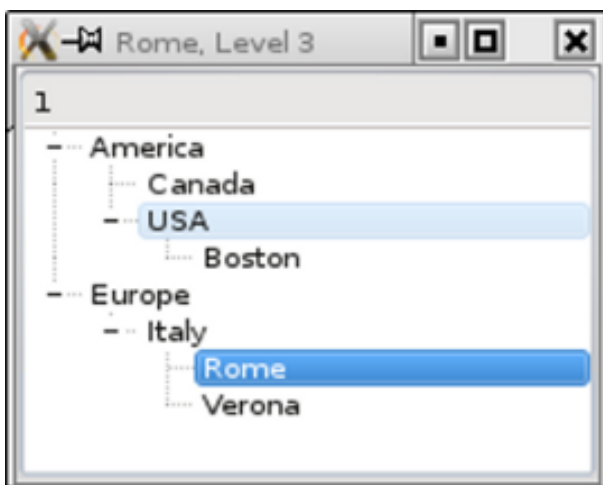 Rome, Level 3
1
America
Canada
USA
Boston
Europe
Italy
Rome
Verona